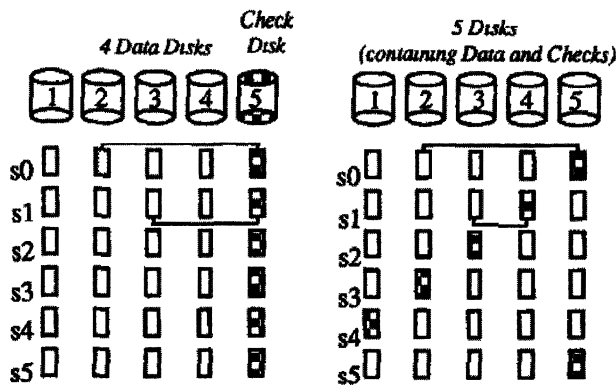 4 Data Disks
Check
Disk
1 2 3 4 5
s0
s1
s2
s3
s4
s5
5 Disks
(containing Data and Checks)
1 2 3 4 5
s0
s1
s2
s3
s4
s5